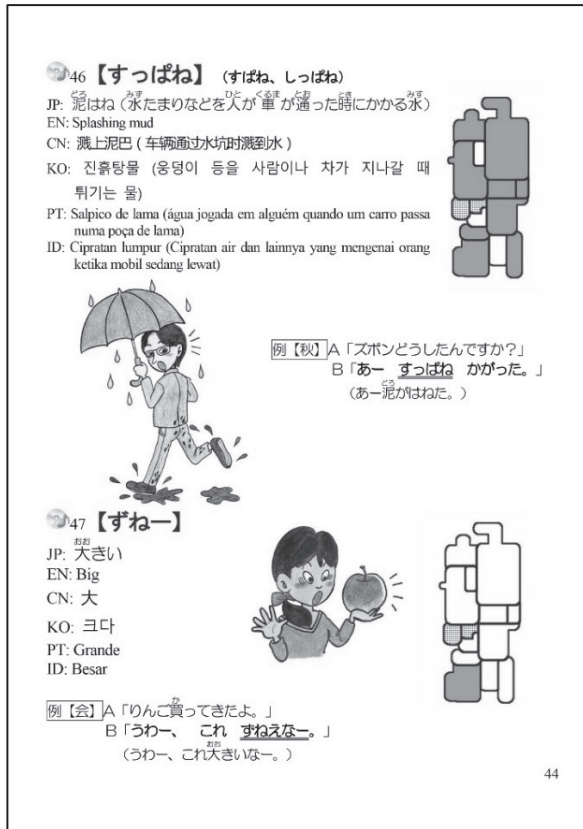 46【すっぱね】（すぱね、しっぱね）
JP: 泥はね（水たまりなどを人が車が通った時にかかる水）
EN: Splashing mud
CN: 溅上泥巴（车辆通过水坑时溅到水）
KO: 진흙탕물 (웅덩이 등을 사람이나 차가 지나갈 때
튀기는 물)
PT: Salpico de lama (água jogada em alguém quando um carro passa
numa poça de lama)
ID: Cipratan lumpur (Cipratan air dan lainnya yang mengenai orang
ketika mobil sedang lewat)
例【秋】A「ズボンどうしたんですか？」
B「あー すっぱね かがった。」
（あー泥がはねた。）
47【ずねー】
JP: 大きい
EN: Big
CN: 大
KO: 크다
PT: Grande
ID: Besar
例【会】A「りんご買ってきたよ。」
B「うわー、 これ ずねえなー。」
（うわー、これ大きいなー。）
44